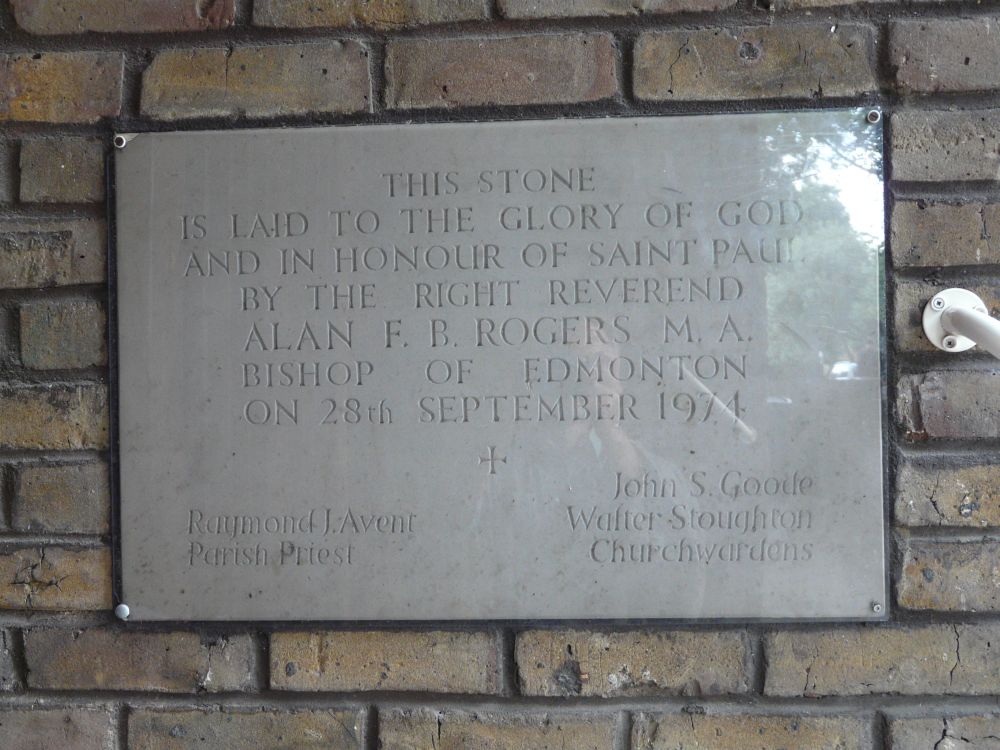 THIS STONE
IS LAID TO THE GLORY OF GOD
AND IN HONOUR OF SAINT PAUL
BY THE RIGHT REVEREND
ALAN F. B. ROGERS M. A.
BISHOP OF EDMONTON
ON 28th SEPTEMBER 1974
John S. Goode
Raymond J. Avent
Walter Stoughton
Parish Priest
Churchwardens